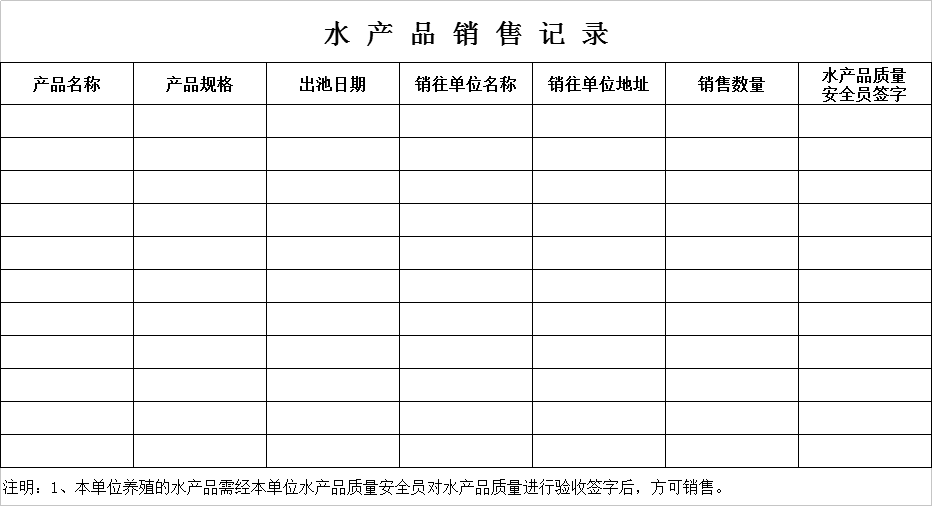 水产品销售记录
产品名称 产品规格 出池日期 销往单位名称 销往单位地址 销售数量 水产品质量
安全员签字
注明：1、本单位养殖的水产品需经本单位水产品质量安全员对水产品质量进行验收签字后，方可销售。